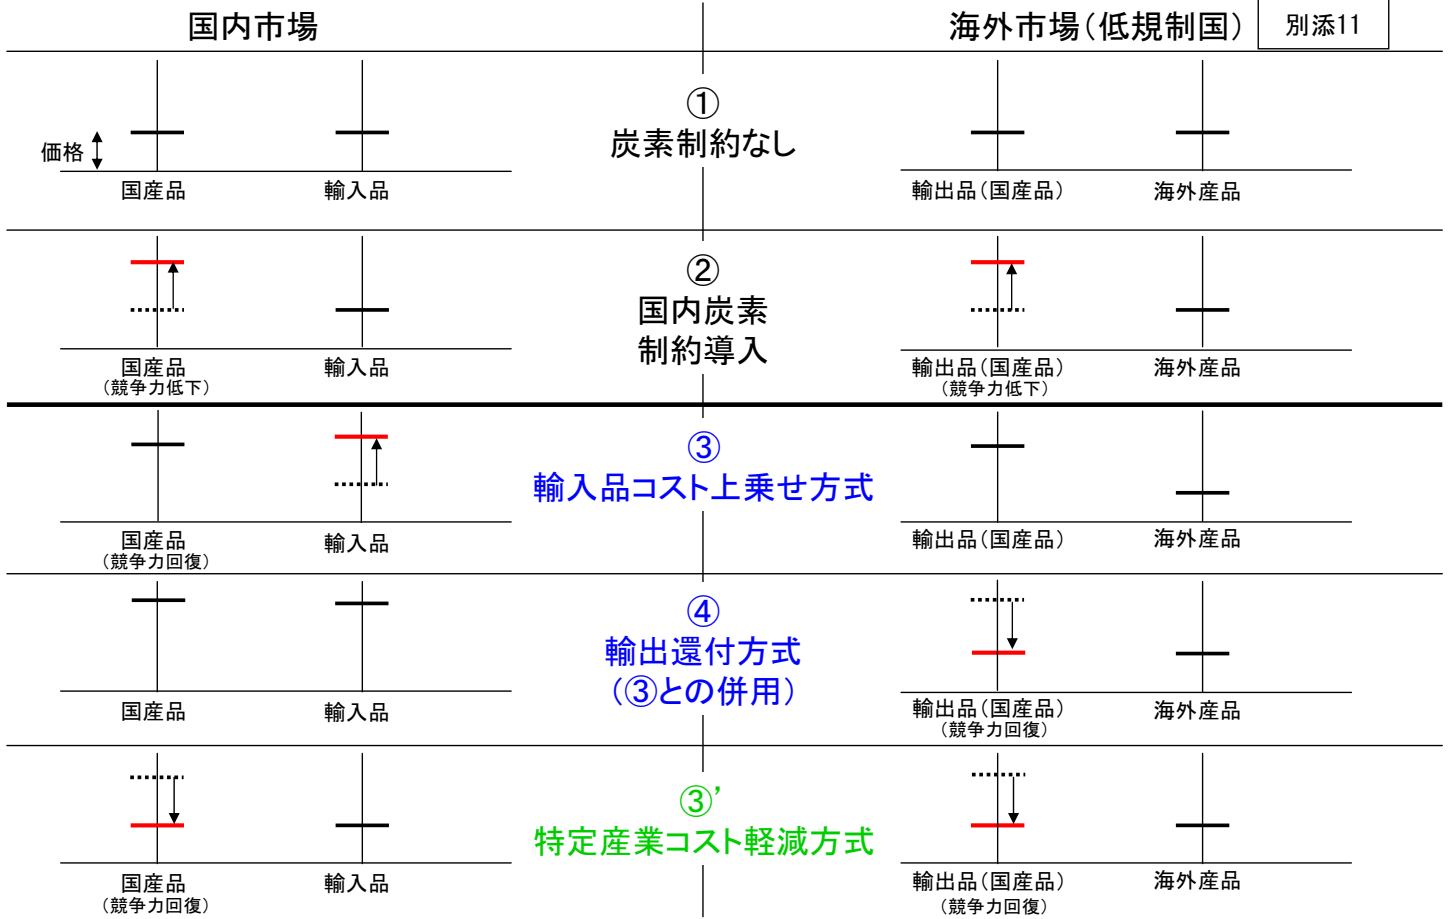 国内市場
海外市場（低規制国）
別添11
①
炭素制約なし
価格
国産品
輸入品
輸出品（国産品）
海外産品
②
国内炭素
制約導入
国産品
（競争力低下）
輸入品
輸出品（国産品）
（競争力低下）
海外産品
③
輸入品コスト上乗せ方式
国産品
（競争力回復）
輸入品
輸出品（国産品）
海外産品
④
輸出還付方式
（③との併用）
国産品
輸入品
輸出品（国産品）
（競争力回復）
海外産品
③’
特定産業コスト軽減方式
国産品
（競争力回復）
輸入品
輸出品（国産品）
（競争力回復）
海外産品